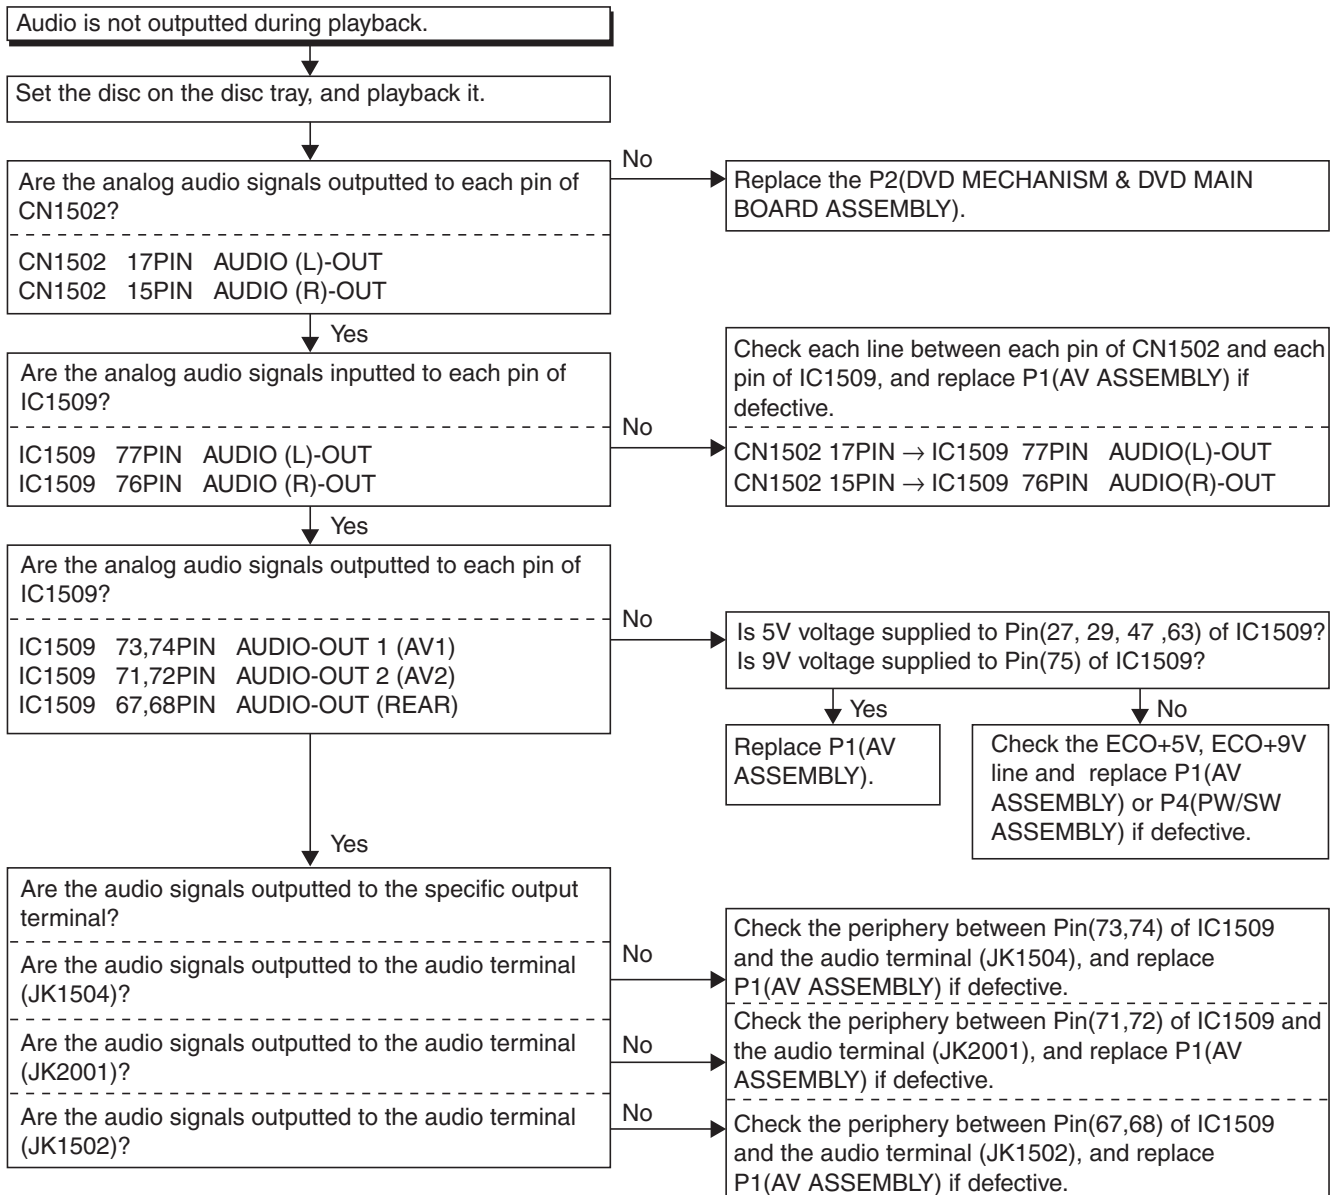 Audio is not outputted during playback.
Set the disc on the disc tray, and playback it.
Are the analog audio signals outputted to each pin of
CN1502?
CN1502 17PIN AUDIO (L)-OUT
CN1502 15PIN AUDIO (R)-OUT
No
Replace the P2(DVD MECHANISM & DVD MAIN
BOARD ASSEMBLY).
Yes
Are the analog audio signals inputted to each pin of
IC1509?
IC1509 77PIN AUDIO (L)-OUT
IC1509 76PIN AUDIO (R)-OUT
No
Check each line between each pin of CN1502 and each
pin of IC1509, and replace P1(AV ASSEMBLY) if
defective.
CN1502 17PIN → IC1509 77PIN AUDIO(L)-OUT
CN1502 15PIN → IC1509 76PIN AUDIO(R)-OUT
Yes
Are the analog audio signals outputted to each pin of
IC1509?
IC1509 73,74PIN AUDIO-OUT 1 (AV1)
IC1509 71,72PIN AUDIO-OUT 2 (AV2)
IC1509 67,68PIN AUDIO-OUT (REAR)
No
Is 5V voltage supplied to Pin(27, 29, 47 ,63) of IC1509?
Is 9V voltage supplied to Pin(75) of IC1509?
Yes
Replace P1(AV
ASSEMBLY).
No
Check the ECO+5V, ECO+9V
line and replace P1(AV
ASSEMBLY) or P4(PW/SW
ASSEMBLY) if defective.
Yes
Are the audio signals outputted to the specific output
terminal?
Are the audio signals outputted to the audio terminal
(JK1504)?
No
Check the periphery between Pin(73,74) of IC1509
and the audio terminal (JK1504), and replace
P1(AV ASSEMBLY) if defective.
Are the audio signals outputted to the audio terminal
(JK2001)?
No
Check the periphery between Pin(71,72) of IC1509 and
the audio terminal (JK2001), and replace P1(AV
ASSEMBLY) if defective.
Are the audio signals outputted to the audio terminal
(JK1502)?
No
Check the periphery between Pin(67,68) of IC1509
and the audio terminal (JK1502), and replace
P1(AV ASSEMBLY) if defective.